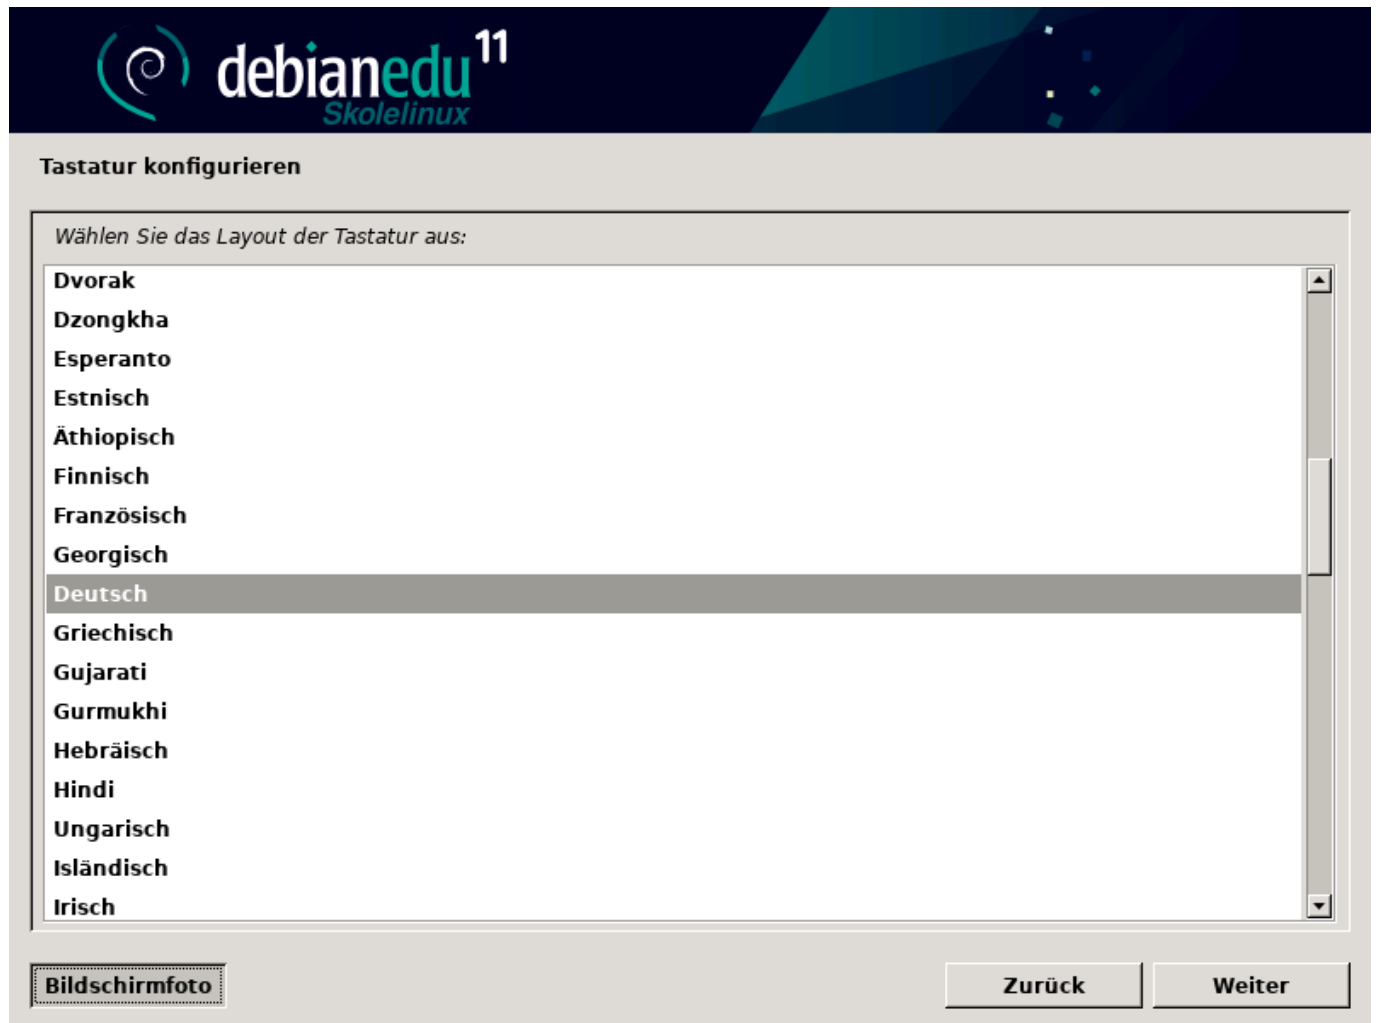 debianedu 11
Skolelinux
Tastatur konfigurieren
Wählen Sie das Layout der Tastatur aus:
Dvorak
Dzongkha
Esperanto
Estnisch
Äthiopisch
Finnisch
Französisch
Georgisch
Deutsch
Griechisch
Gujarati
Gurmukhi
Hebräisch
Hindi
Ungarisch
Isländisch
Irisch
Bildschirmfoto Zurück Weiter